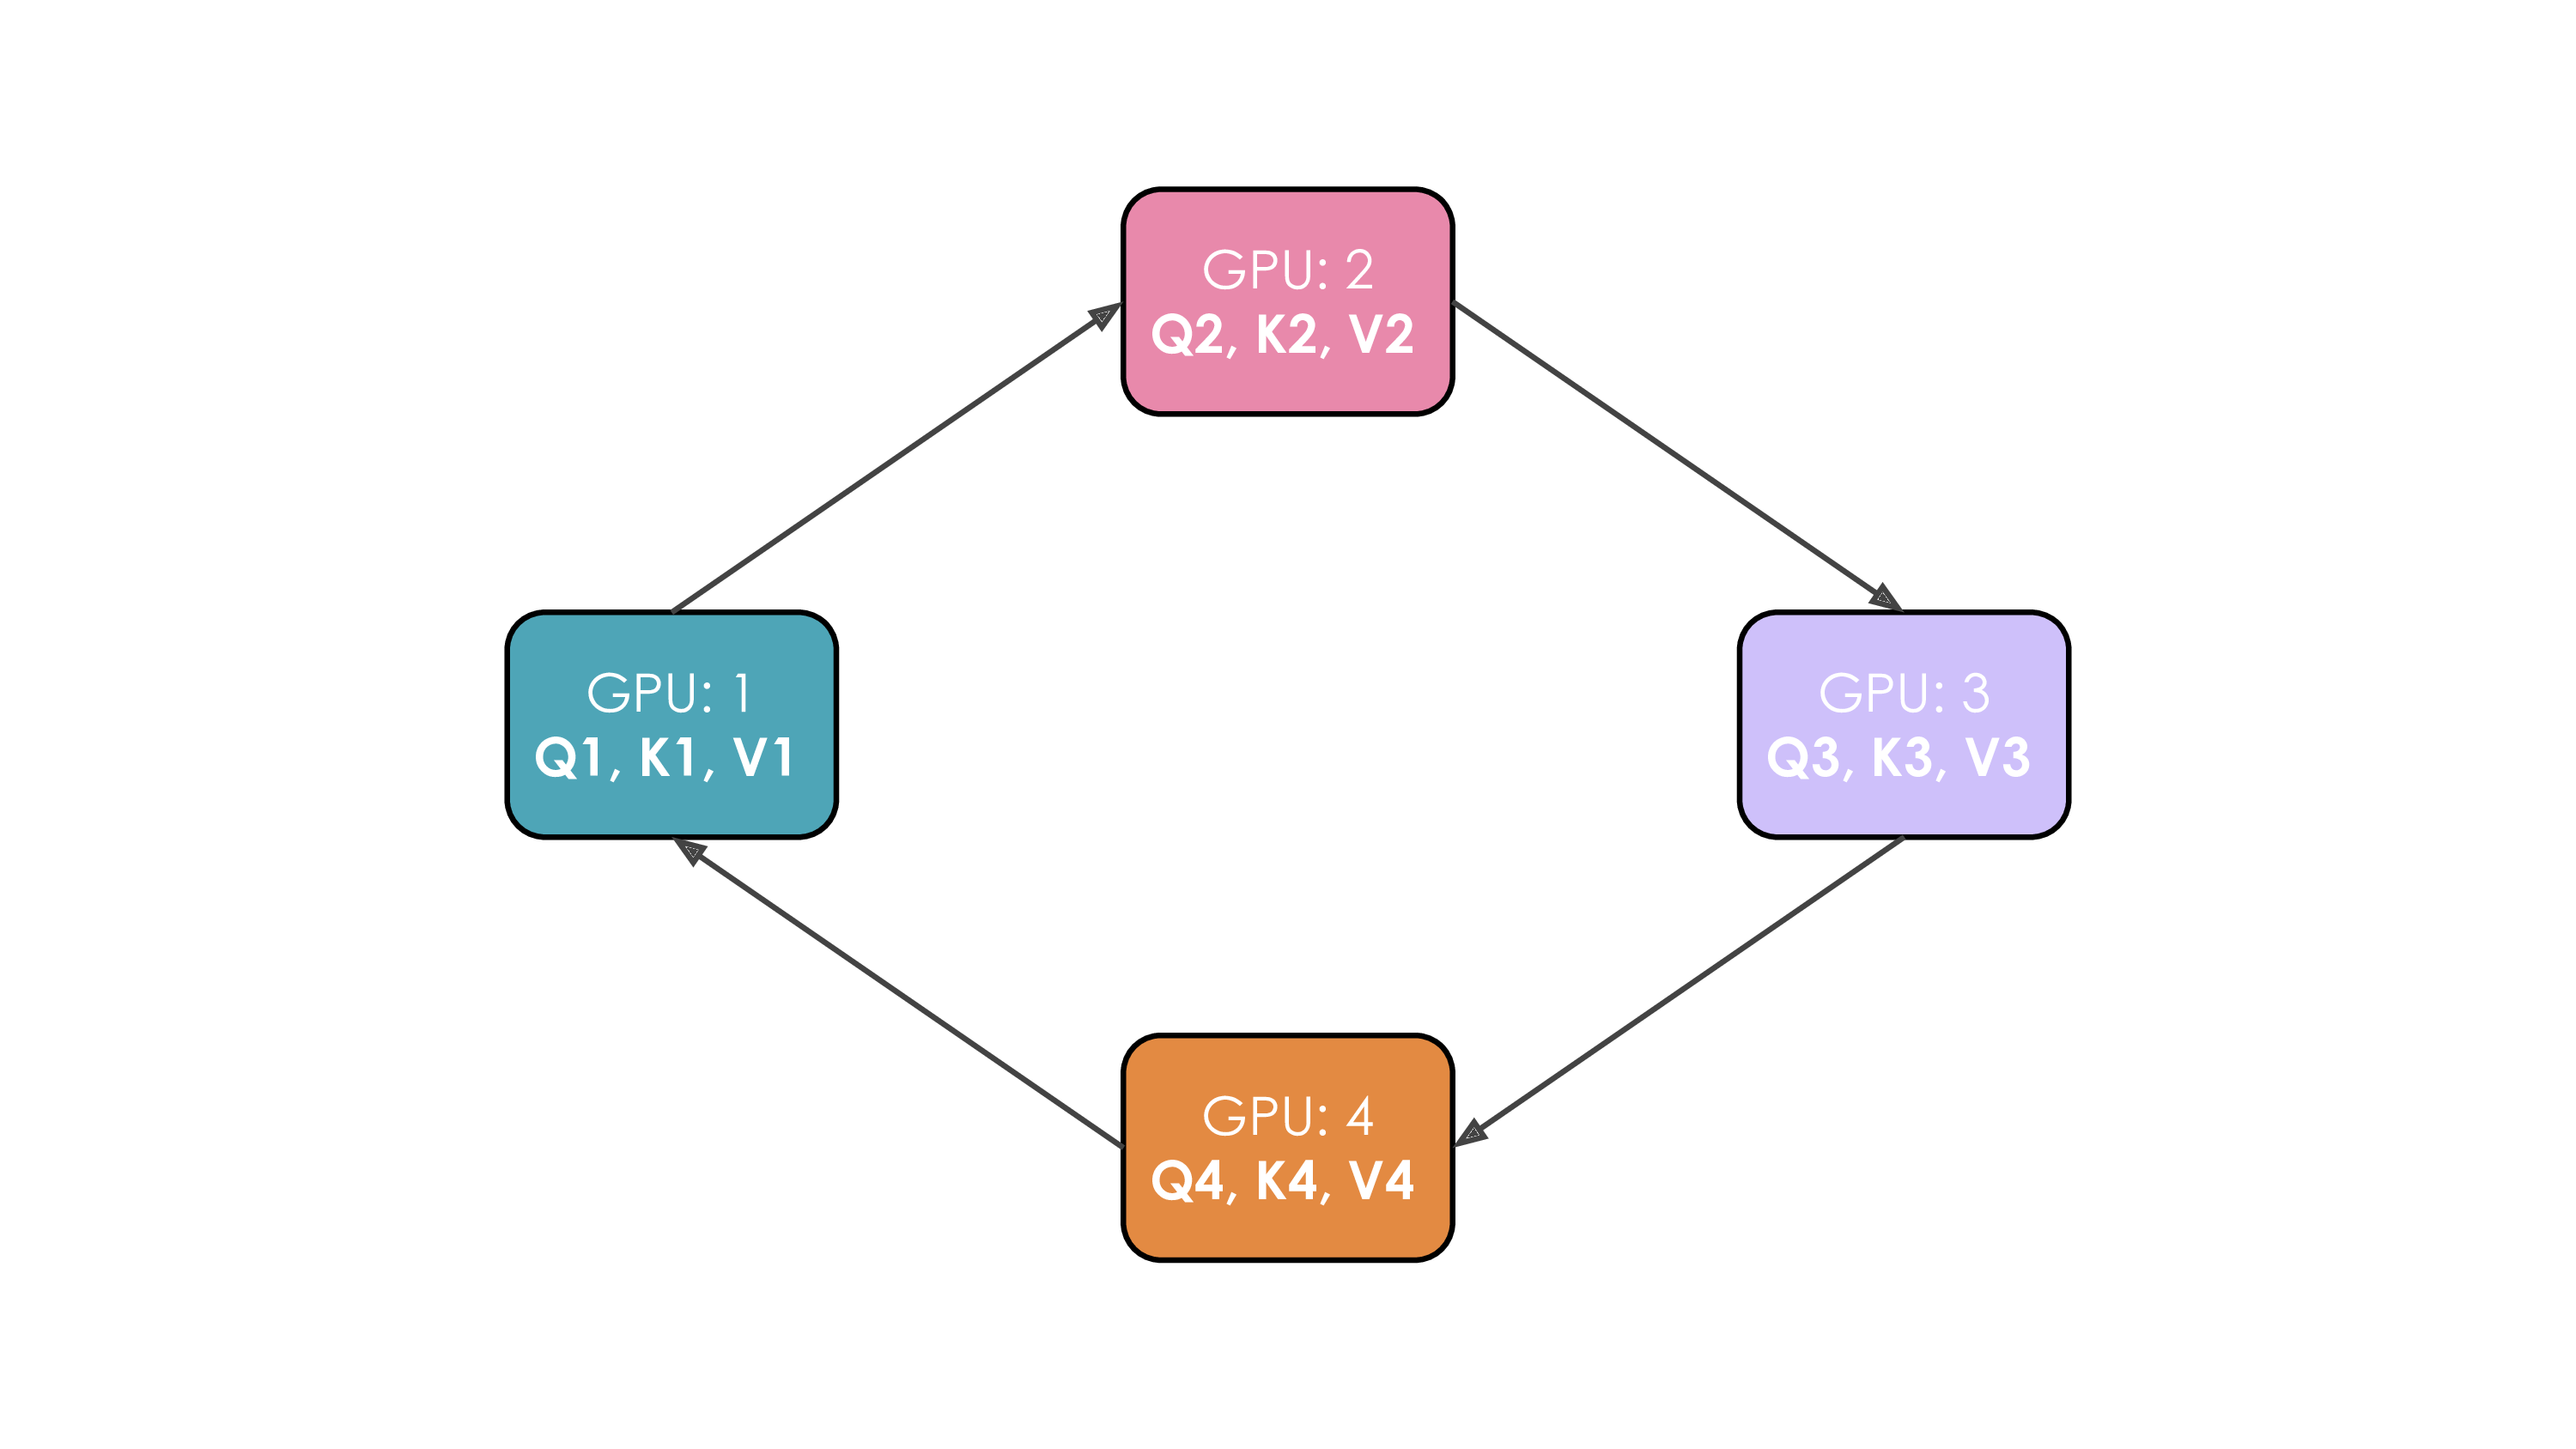 GPU: 2
Q2, K2, V2
GPU: 1
Q1, K1, V1
GPU: 3
Q3, K3, V3
GPU: 4
Q4, K4, V4